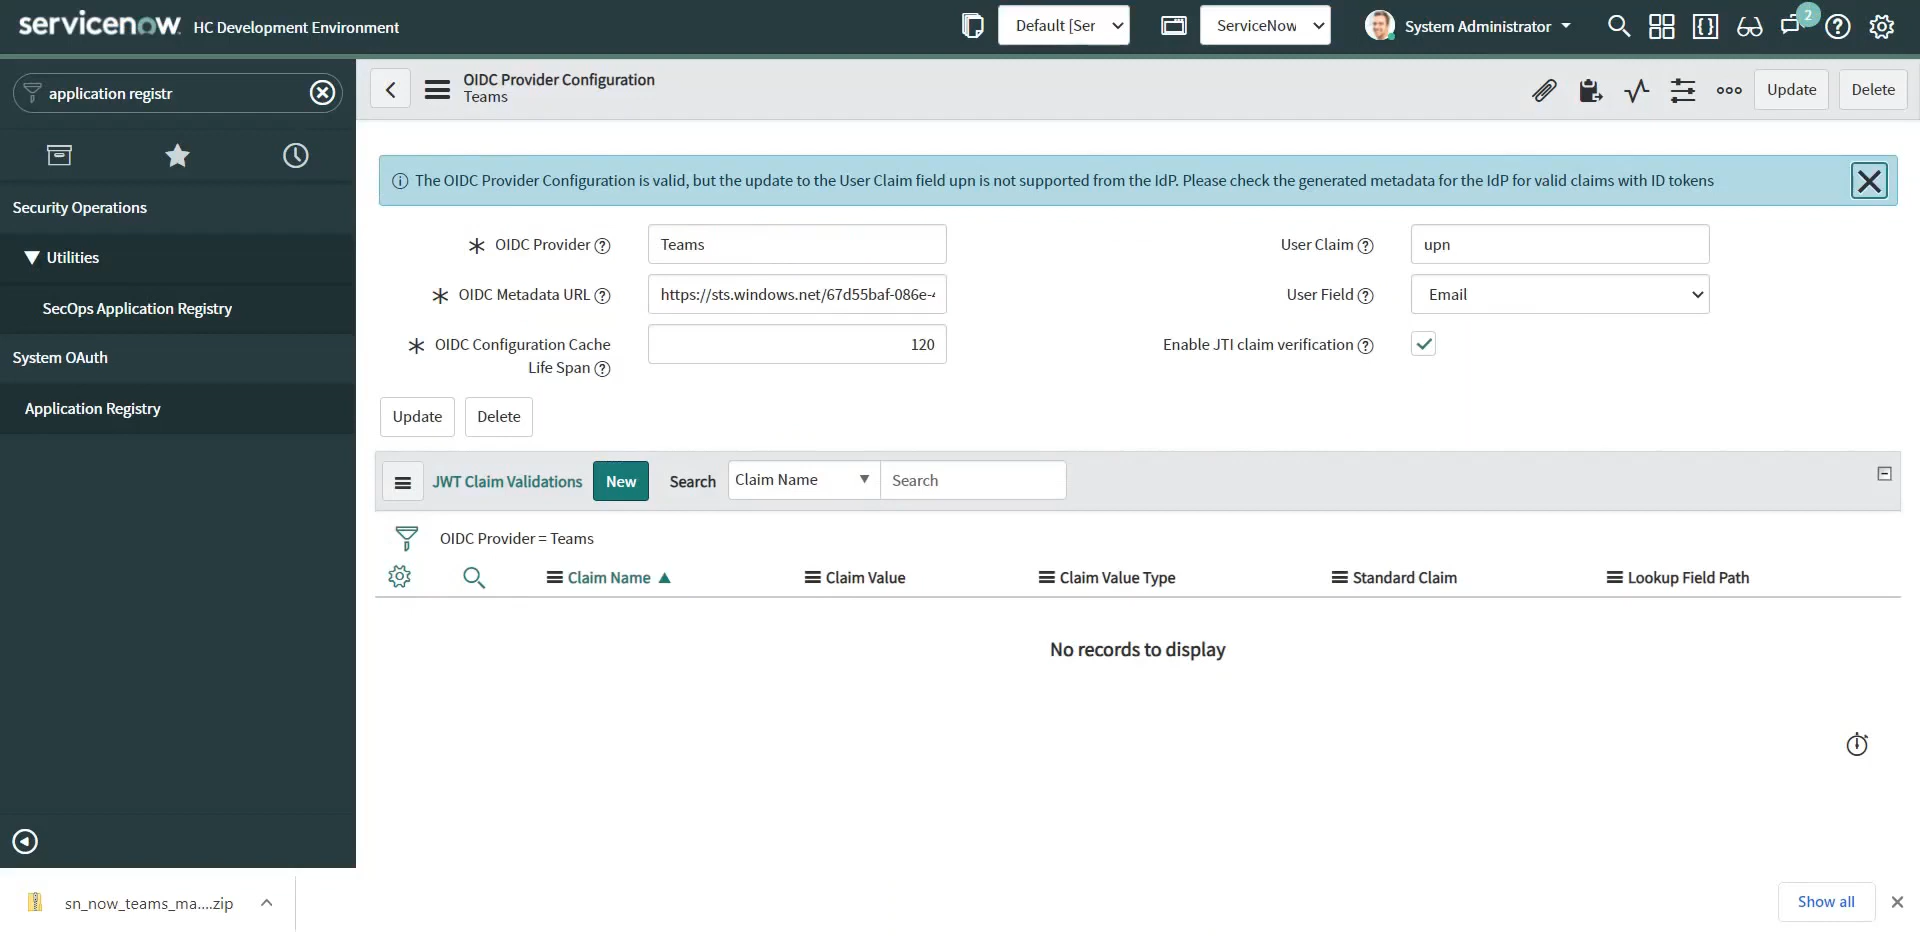 servicenow HC Development Environment
Default [Ser
ServiceNow
System Administrator
2
application registr
OIDC Provider Configuration
Teams
Update
Delete
The OIDC Provider Configuration is valid, but the update to the User Claim field upn is not supported from the IdP. Please check the generated metadata for the IdP for valid claims with ID tokens
Security Operations
Utilities
SecOps Application Registry
System OAuth
Application Registry
OIDC Provider
Teams
User Claim
upn
OIDC Metadata URL
https://sts.windows.net/67d55baf-086e-4
User Field
Email
OIDC Configuration Cache
Life Span
120
Enable JTI claim verification
Update
Delete
JWT Claim Validations
New
Search
Claim Name
Search
OIDC Provider = Teams
Claim Name
Claim Value
Claim Value Type
Standard Claim
Lookup Field Path
No records to display
sn_now_teams_ma....zip
Show all